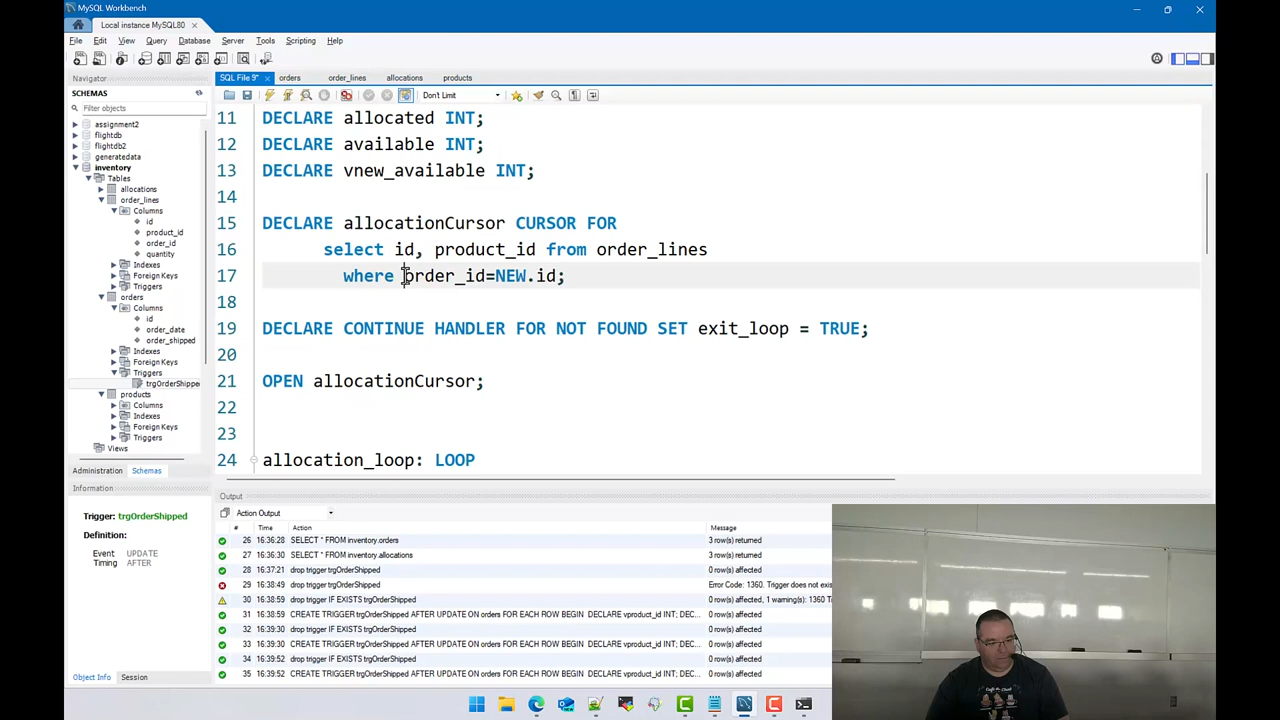 MySQL Workbench
Local instance MySQL80
File Edit View Query Database Server Tools Scripting Help
Navigator
SCHEMAS
Filter objects
assignment2
flightdb
flightdb2
generatedata
inventory
Tables
allocations
order_lines
Columns
id
product_id
order_id
quantity
Indexes
Foreign Keys
Triggers
orders
Columns
id
order_date
order_shipped
Indexes
Foreign Keys
Triggers
trgOrderShippe
products
Columns
Indexes
Foreign Keys
Triggers
Views
Administration Schemas
Information
Trigger: trgOrderShipped
Definition:
Event UPDATE
Timing AFTER
Object Info Session
SQL File 9* orders order_lines allocations products
Don't Limit
11 DECLARE allocated INT;
12 DECLARE available INT;
13 DECLARE vnew_available INT;
14
15 DECLARE allocationCursor CURSOR FOR
16 select id, product_id from order_lines
17 where order_id=NEW.id;
18
19 DECLARE CONTINUE HANDLER FOR NOT FOUND SET exit_loop = TRUE;
20
21 OPEN allocationCursor;
22
23
24 allocation_loop: LOOP
Output
Action Output
# Time Action Message
26 16:36:28 SELECT * FROM inventory.orders 3 row(s) returned
27 16:36:30 SELECT * FROM inventory.allocations 3 row(s) returned
28 16:37:21 drop trigger trgOrderShipped 0 row(s) affected
29 16:38:49 drop trigger trgOrderShipped Error Code: 1360. Trigger does not exis
30 16:38:59 drop trigger IF EXISTS trgOrderShipped 0 row(s) affected, 1 warning(s): 1360 T
31 16:38:59 CREATE TRIGGER trgOrderShipped AFTER UPDATE ON orders FOR EACH ROW BEGIN DECLARE vproduct_id INT; DEC... 0 row(s) affected
32 16:39:30 drop trigger IF EXISTS trgOrderShipped 0 row(s) affected
33 16:39:30 CREATE TRIGGER trgOrderShipped AFTER UPDATE ON orders FOR EACH ROW BEGIN DECLARE vproduct_id INT; DEC... 0 row(s) affected
34 16:39:52 drop trigger IF EXISTS trgOrderShipped 0 row(s) affected
35 16:39:52 CREATE TRIGGER trgOrderShipped AFTER UPDATE ON orders FOR EACH ROW BEGIN DECLARE vproduct_id INT; DEC... 0 row(s) affected